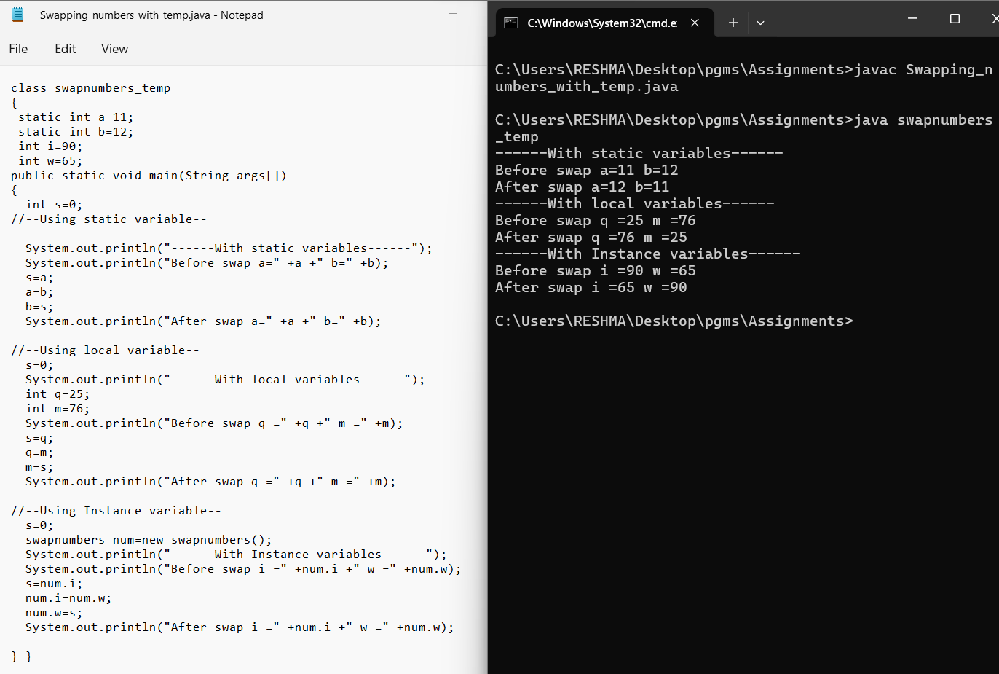 Swapping_numbers_with_temp.java - Notepad
File Edit View
class swapnumbers_temp
{
static int a=11;
static int b=12;
int i=90;
int w=65;
public static void main(String args[])
{
int s=0;
//--Using static variable--
System.out.println("------With static variables------");
System.out.println("Before swap a=" +a +" b=" +b);
s=a;
a=b;
b=s;
System.out.println("After swap a=" +a +" b=" +b);
//--Using local variable--
s=0;
System.out.println("------With local variables------");
int q=25;
int m=76;
System.out.println("Before swap q =" +q +" m =" +m);
s=q;
q=m;
m=s;
System.out.println("After swap q =" +q +" m =" +m);
//--Using Instance variable--
s=0;
swapnumbers num=new swapnumbers();
System.out.println("------With Instance variables------");
System.out.println("Before swap i =" +num.i +" w =" +num.w);
s=num.i;
num.i=num.w;
num.w=s;
System.out.println("After swap i =" +num.i +" w =" +num.w);
} }
C:\Windows\System32\cmd.e
C:\Users\RESHMA\Desktop\pgms\Assignments>javac Swapping_n
umbers_with_temp.java
C:\Users\RESHMA\Desktop\pgms\Assignments>java swapnumbers
_temp
------With static variables------
Before swap a=11 b=12
After swap a=12 b=11
------With local variables------
Before swap q =25 m =76
After swap q =76 m =25
------With Instance variables------
Before swap i =90 w =65
After swap i =65 w =90
C:\Users\RESHMA\Desktop\pgms\Assignments>